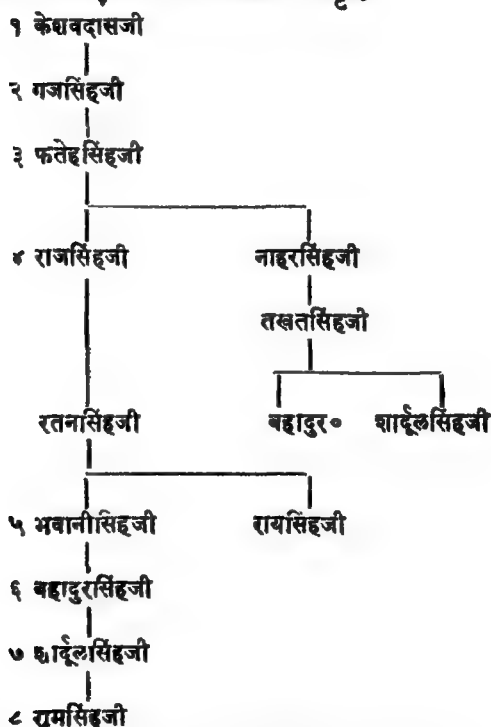 १ केशवदासजी
२ गजसिंहजी
३ फतेहसिंहजी
४ राजसिंहजी नाहरसिंहजी
तखतसिंहजी
रतनसिंहजी बहादुर० शार्दूलसिंहजी
५ भवानीसिंहजी रायसिंहजी
६ बहादुरसिंहजी
७ शार्दूलसिंहजी
८ रामसिंहजी